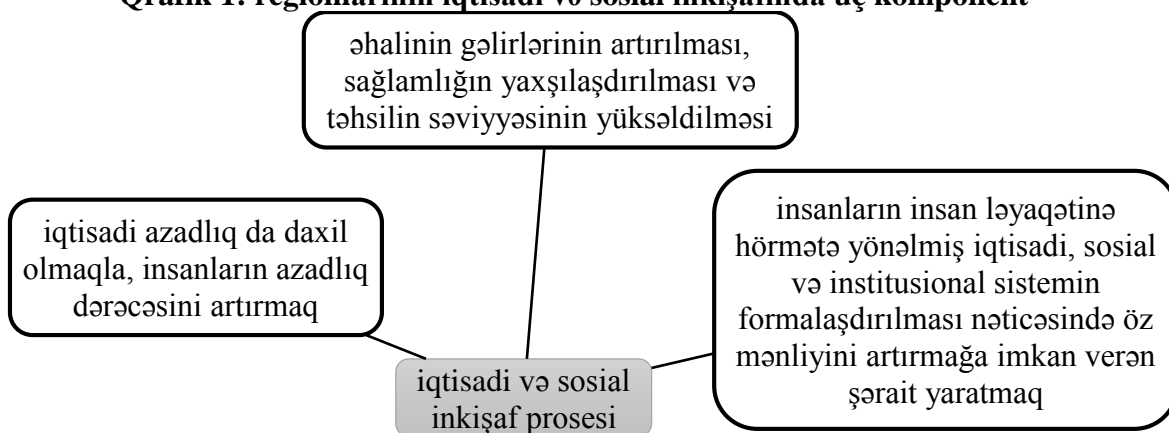 Qrafik 1: regionlarının iqtisadi və sosial inkişafında üç komponent
əhalinin gəlirlərinin artırılması,
sağlamlığın yaxşılaşdırılması və
təhsilin səviyyəsinin yüksəldilməsi
iqtisadi azadlıq da daxil
olmaqla, insanların azadlıq
dərəcəsini artırmaq
insanların insan ləyaqətinə
hörmətə yönəlmiş iqtisadi, sosial
və institusional sistemin
formalaşdırılması nəticəsində öz
mənliyini artırmağa imkan verən
şərait yaratmaq
iqtisadi və sosial
inkişaf prosesi